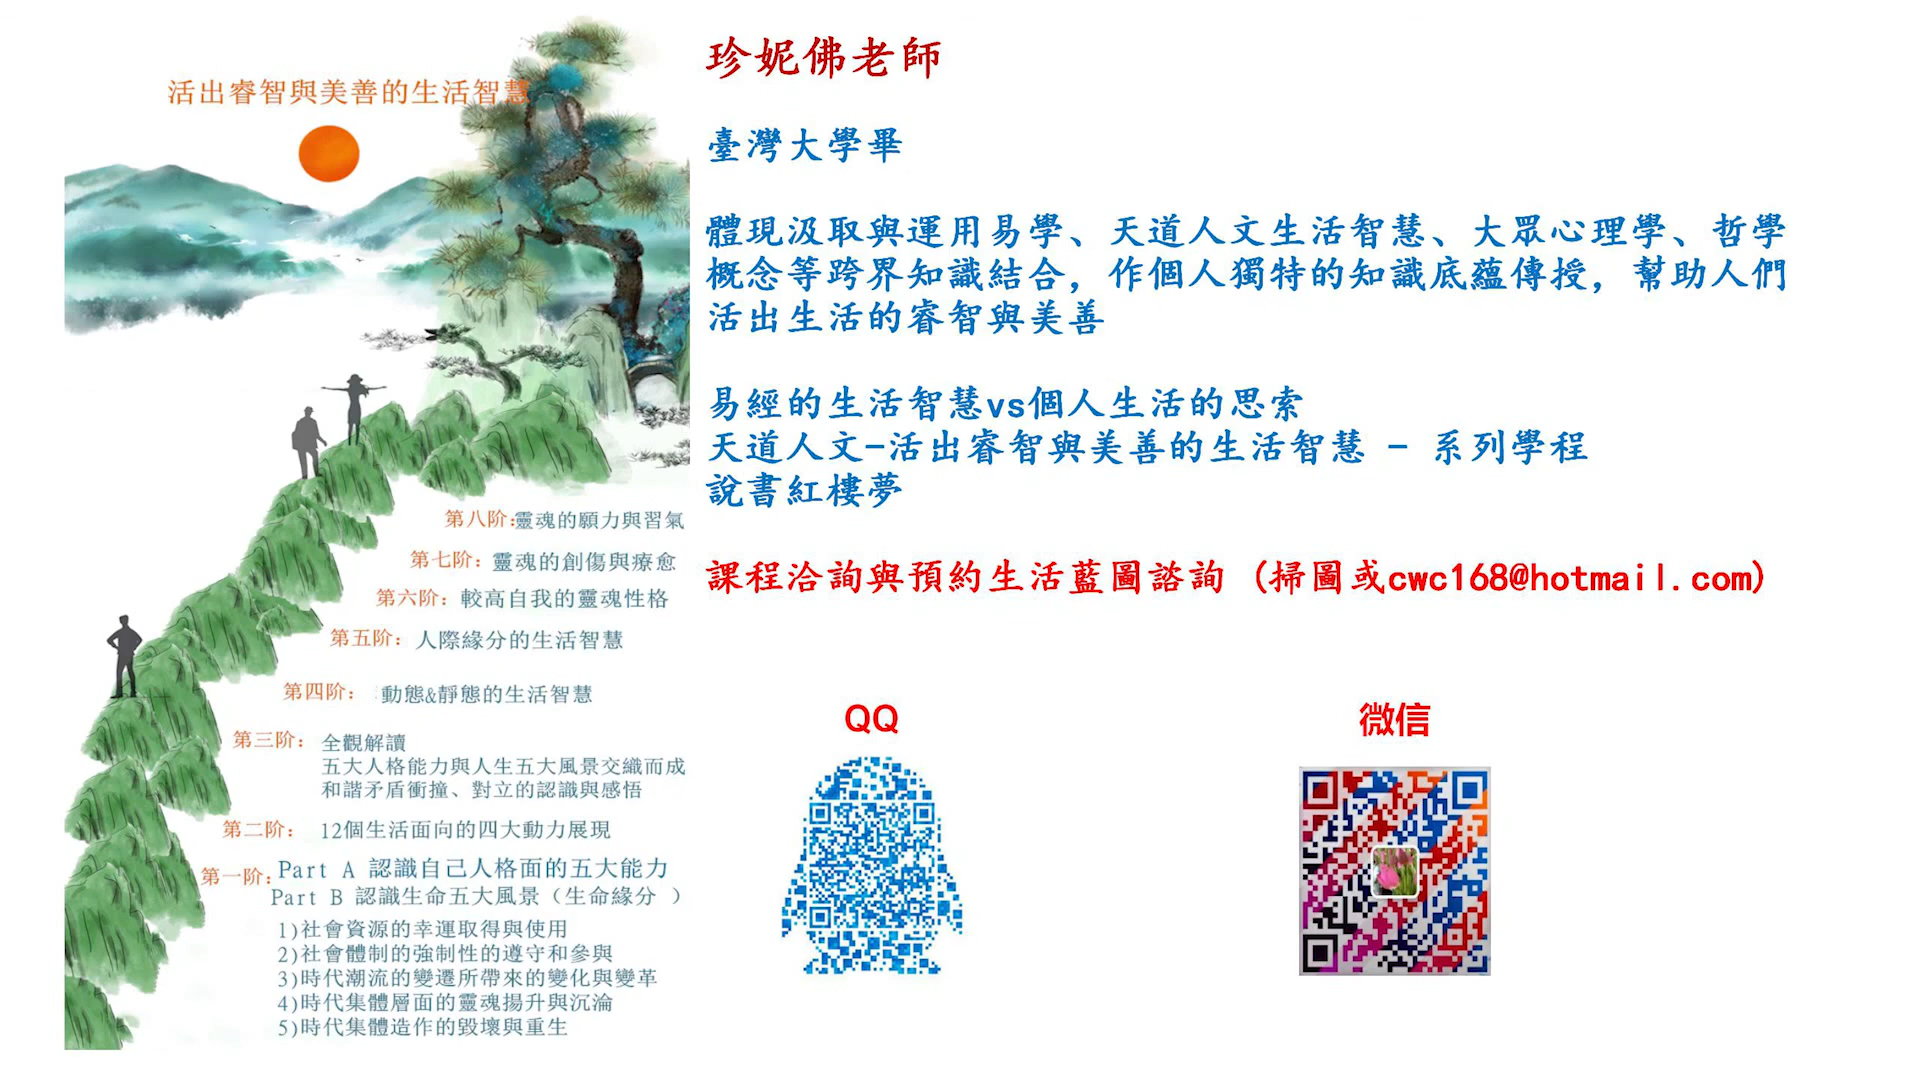 活出睿智與美善的生活智慧
第八阶:靈魂的願力與習氣
第七阶: 靈魂的創傷與療愈
第六阶: 較高自我的靈魂性格
第五阶: 人際緣分的生活智慧
第四阶: 動態&靜態的生活智慧
第三阶: 全觀解讀
五大人格能力與人生五大風景交織而成
和諧矛盾衝撞、對立的認識與感悟
第二阶: 12個生活面向的四大動力展現
第一阶: Part A 認識自己人格面的五大能力
Part B 認識生命五大風景（生命緣分 ）
1)社會資源的幸運取得與使用
2)社會體制的強制性的遵守和參與
3)時代潮流的變遷所帶來的變化與變革
4)時代集體層面的靈魂揚升與沉淪
5)時代集體造作的毀壞與重生
珍妮佛老師
臺灣大學畢
體現汲取與運用易學、天道人文生活智慧、大眾心理學、哲學
概念等跨界知識結合，作個人獨特的知識底蘊傳授，幫助人們
活出生活的睿智與美善
易經的生活智慧vs個人生活的思索
天道人文-活出睿智與美善的生活智慧 - 系列學程
說書紅樓夢
課程洽詢與預約生活藍圖諮詢 (掃圖或cwc168@hotmail.com)
QQ
微信